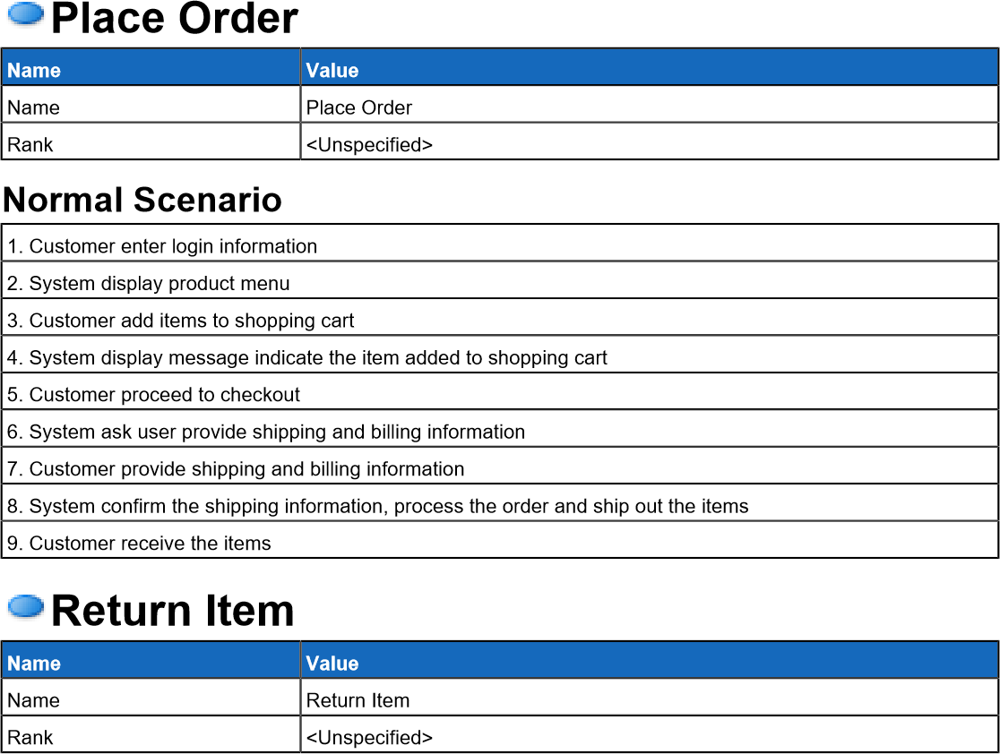 Place Order
Name Value
Name Place Order
Rank <Unspecified>
Normal Scenario
1. Customer enter login information
2. System display product menu
3. Customer add items to shopping cart
4. System display message indicate the item added to shopping cart
5. Customer proceed to checkout
6. System ask user provide shipping and billing information
7. Customer provide shipping and billing information
8. System confirm the shipping information, process the order and ship out the items
9. Customer receive the items
Return Item
Name Value
Name Return Item
Rank <Unspecified>